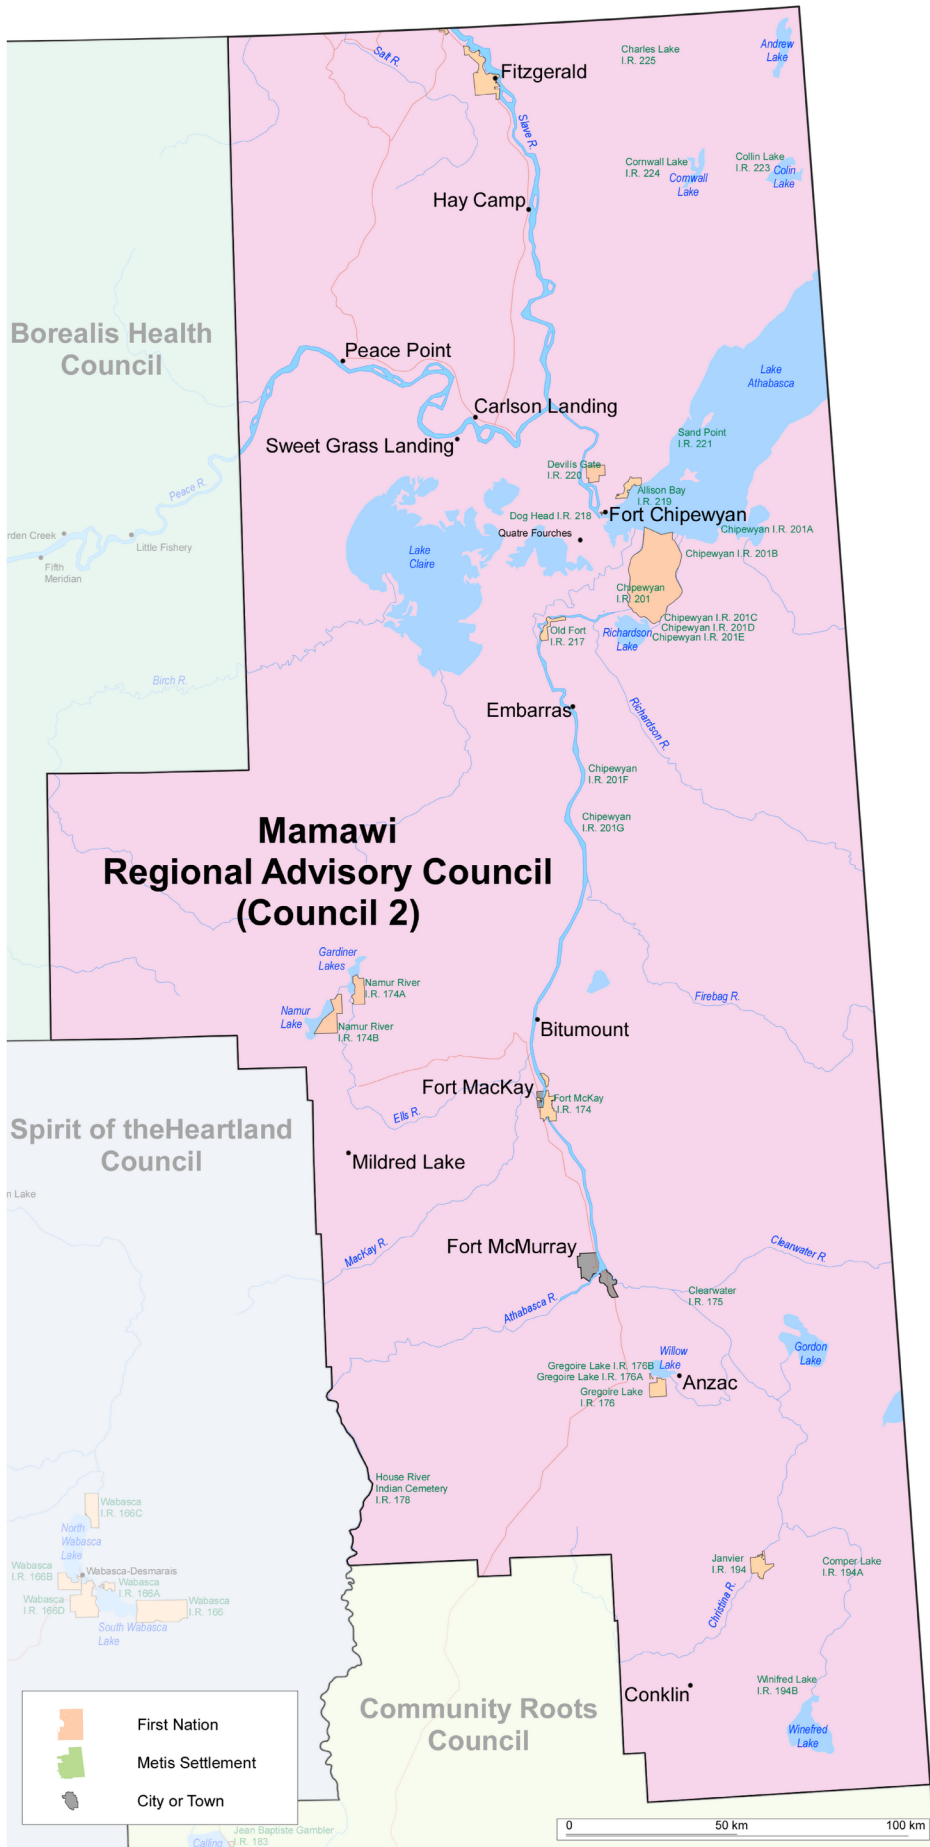 Andrew
Lake
Charles Lake
I.R. 225
Salt R.
Fitzgerald
Slave R.
Collin Lake
I.R. 223
Colin
Lake
Cornwall Lake
I.R. 224
Cornwall
Lake
Hay Camp
Borealis Health
Council
Peace Point
Lake
Athabasca
Carlson Landing
Sweet Grass Landing
Sand Point
I.R. 221
Devilis Gate
I.R. 220
Peace R.
Allison Bay
I.R. 219
Dog Head I.R. 218
Fort Chipewyan
Quatre Fourches
Chipewyan I.R. 201A
rden Creek
Little Fishery
Fifth
Meridian
Lake
Claire
Chipewyan I.R. 201B
Chipewyan
I.R. 201
Chipewyan I.R. 201C
Chipewyan I.R. 201D
Chipewyan I.R. 201E
Old Fort
I.R. 217
Richardson
Lake
Birch R.
Embarras
Richardson R.
Chipewyan
I.R. 201F
Chipewyan
I.R. 201G
Mamawi
Regional Advisory Council
(Council 2)
Gardiner
Lakes
Namur River
I.R. 174A
Firebag R.
Namur
Lake
Namur River
I.R. 174B
Bitumount
Fort MacKay
Fort McKay
I.R. 174
Ells R.
Spirit of theHeartland
Council
Mildred Lake
n Lake
MacKay R.
Fort McMurray
Clearwater R.
Clearwater
I.R. 175
Athabasca R.
Gordon
Lake
Willow
Lake
Gregoire Lake I.R. 176B
Gregoire Lake I.R. 176A
Anzac
Gregoire Lake
I.R. 176
House River
Indian Cemetery
I.R. 178
Wabasca
I.R. 166C
North
Wabasca
Lake
Wabasca
I.R. 166B
Wabasca-Desmarais
Wabasca
I.R. 166A
Wabasca
I.R. 166D
Wabasca
I.R. 166
South Wabasca
Lake
Janvier
I.R. 194
Comper Lake
I.R. 194A
Christina R.
Winifred Lake
I.R. 194B
Conklin
Winefred
Lake
Community Roots
Council
First Nation
Metis Settlement
City or Town
Jean Baptiste Gambler
I.R. 183
Calling
0 50 km 100 km